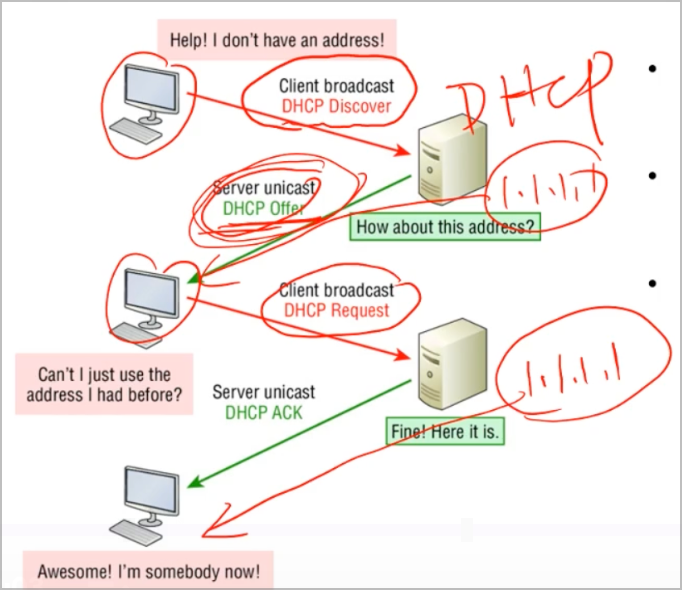 Help! I don't have an address!
Client broadcast
DHCP Discover
DHCP
Server unicast
DHCP Offer
1.1.1.1
How about this address?
Client broadcast
DHCP Request
Can't I just use the
address I had before?
Server unicast
DHCP ACK
1.1.1.1
Fine! Here it is.
Awesome! I'm somebody now!